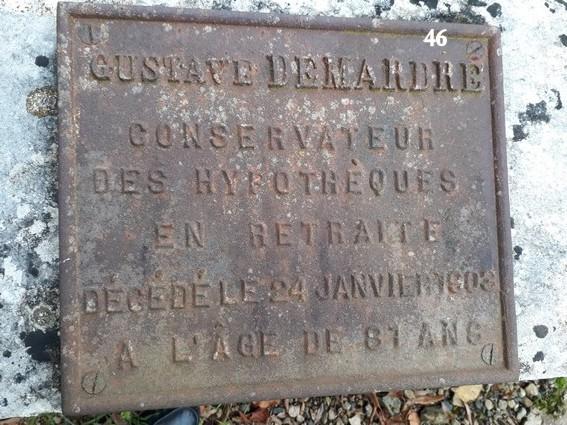 46
GUSTAVE DEMARDRE
CONSERVATEUR
DES HYPOTHÈQUES
EN RETRAITE
DÉCÉDÉ LE 24 JANVIER 1903
A L'ÂGE DE 81 ANS